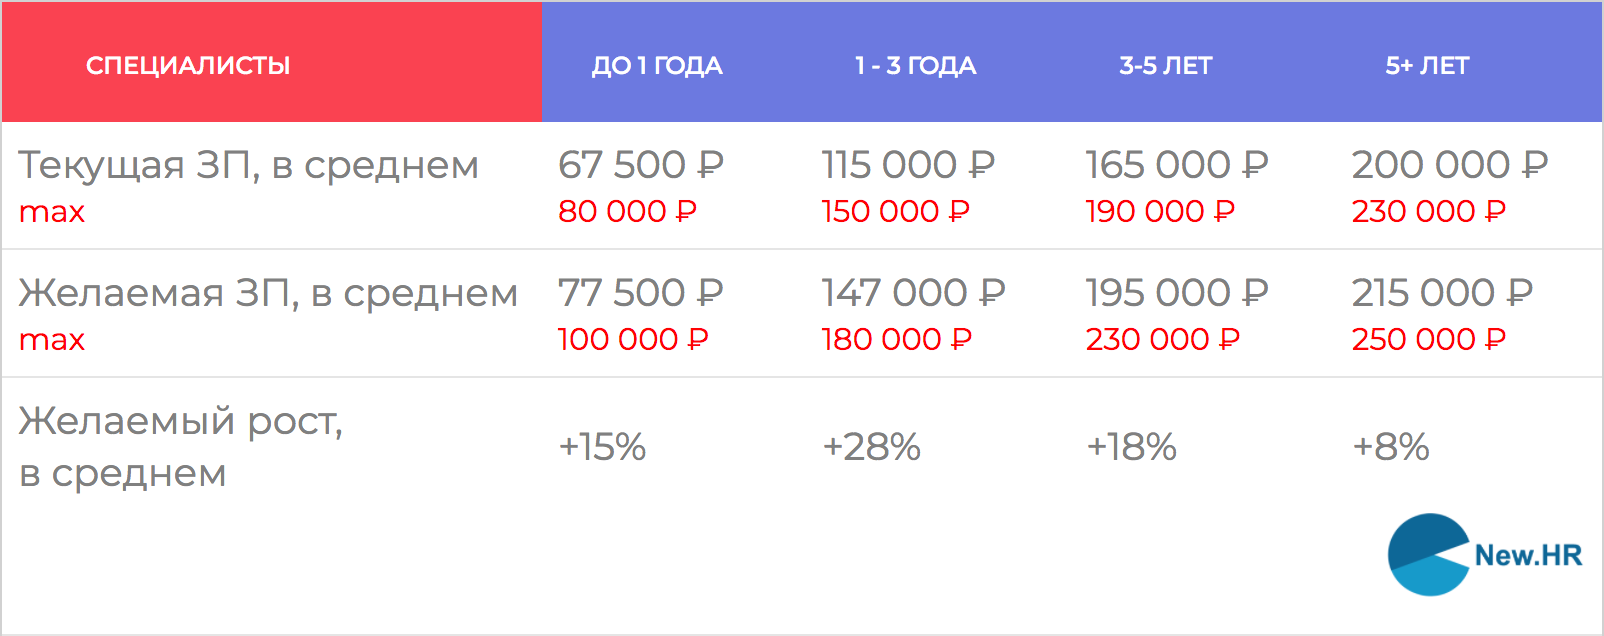 СПЕЦИАЛИСТЫ ДО 1 ГОДА 1 - 3 ГОДА 3-5 ЛЕТ 5+ ЛЕТ
Текущая ЗП, в среднем 67 500 ₽ 115 000 ₽ 165 000 ₽ 200 000 ₽
max 80 000 ₽ 150 000 ₽ 190 000 ₽ 230 000 ₽
Желаемая ЗП, в среднем 77 500 ₽ 147 000 ₽ 195 000 ₽ 215 000 ₽
max 100 000 ₽ 180 000 ₽ 230 000 ₽ 250 000 ₽
Желаемый рост,
в среднем +15% +28% +18% +8%
New.HR